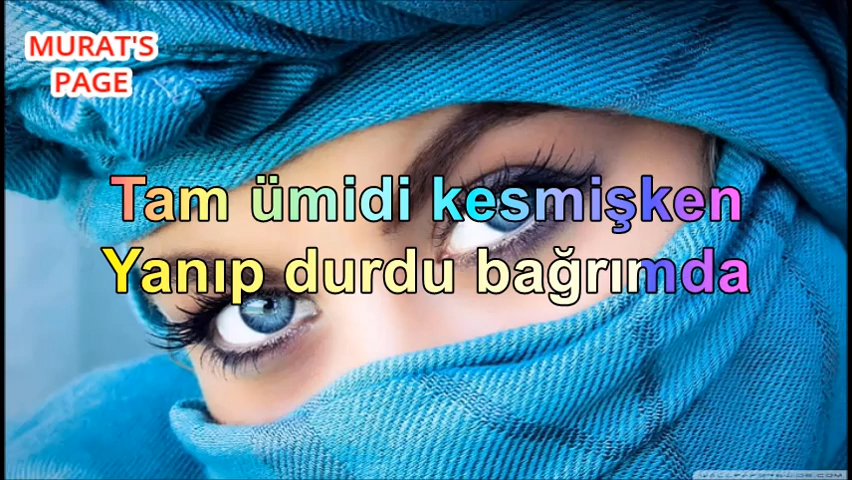 MURAT'S
PAGE
Tam ümidi kesmişken
Yanıp durdu bağrımda